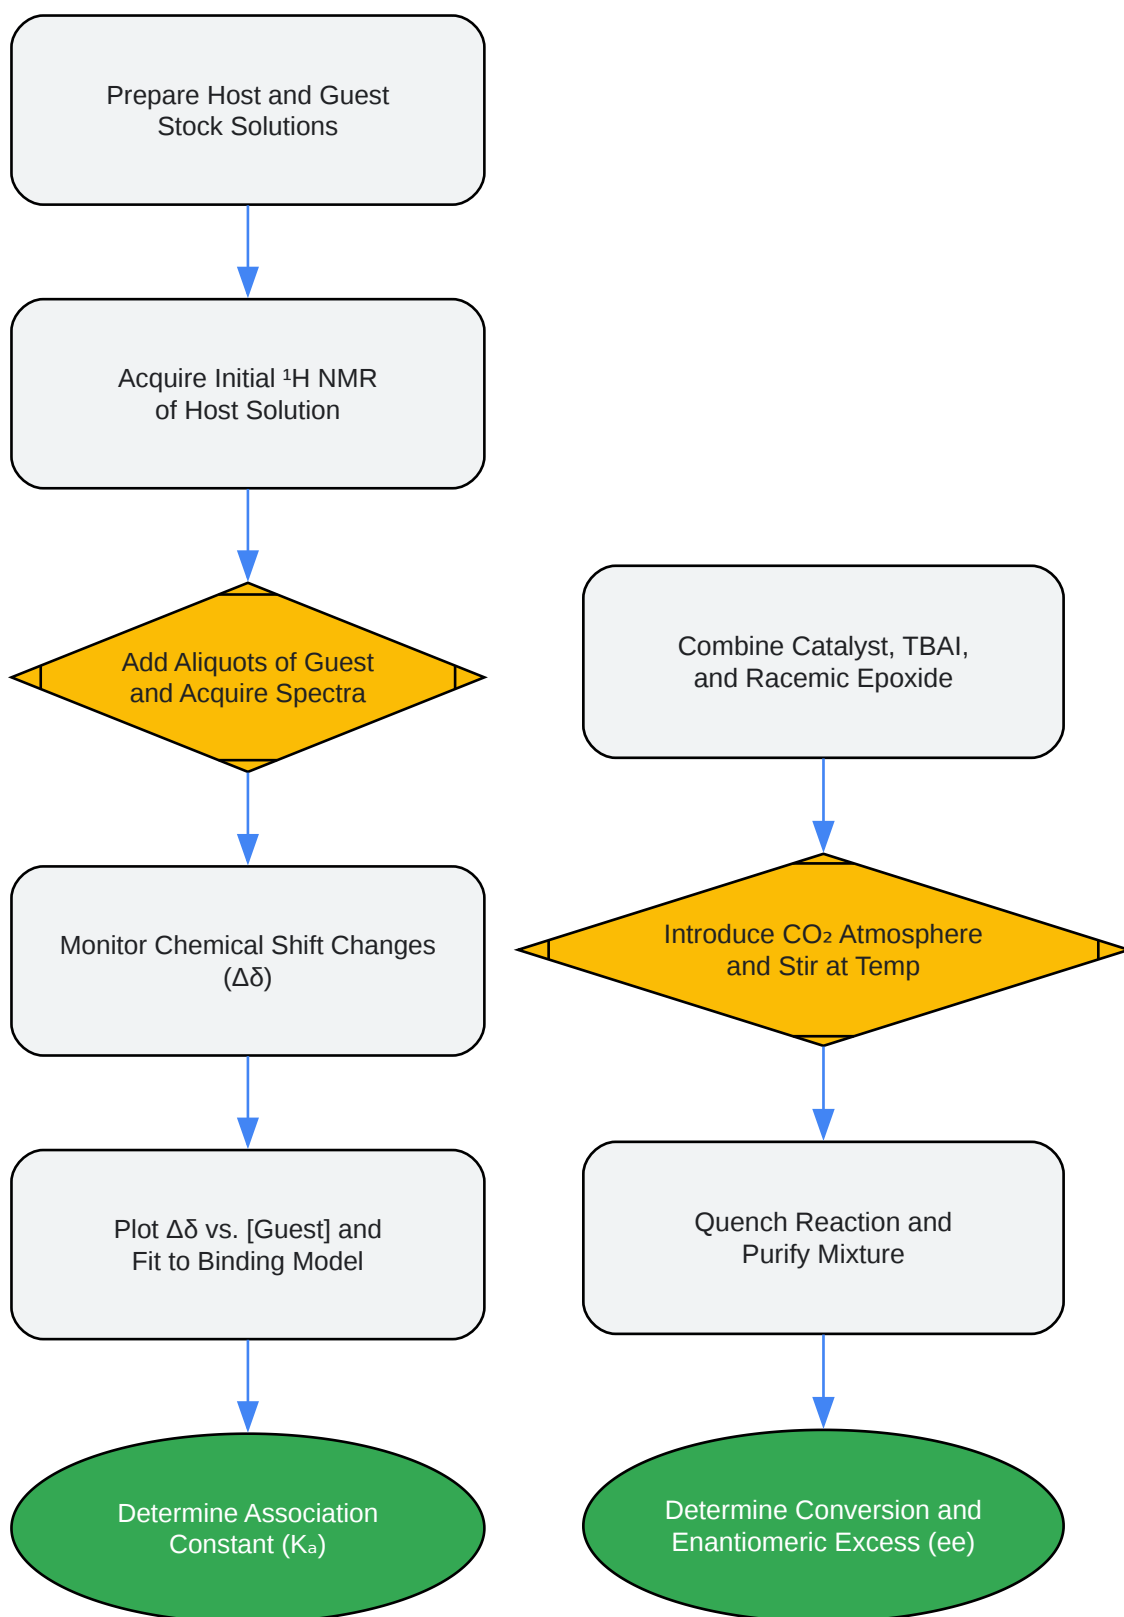 Prepare Host and Guest
Stock Solutions
Acquire Initial ¹H NMR
of Host Solution
Add Aliquots of Guest
and Acquire Spectra
Monitor Chemical Shift Changes
(Δδ)
Plot Δδ vs. [Guest] and
Fit to Binding Model
Determine Association
Constant (Kₐ)
Combine Catalyst, TBAI,
and Racemic Epoxide
Introduce CO₂ Atmosphere
and Stir at Temp
Quench Reaction and
Purify Mixture
Determine Conversion and
Enantiomeric Excess (ee)